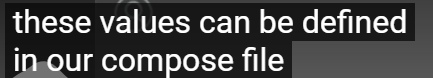 these values can be defined
in our compose file